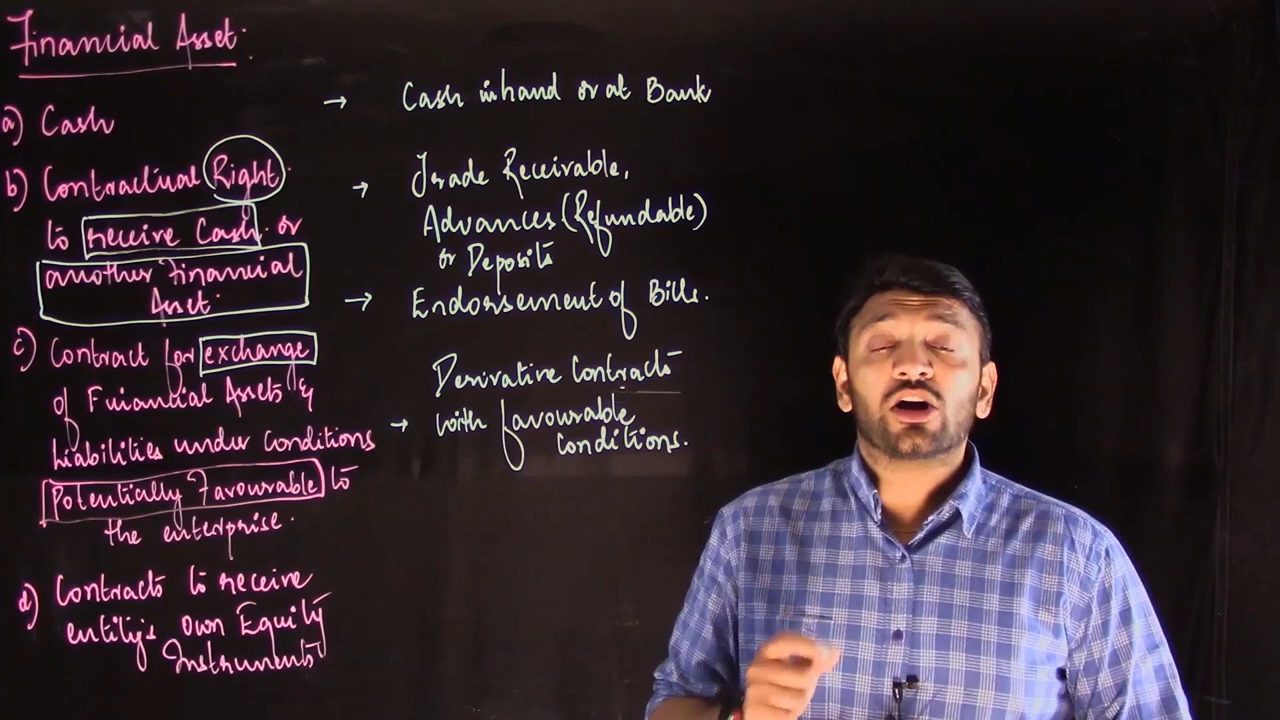 Financial Asset.
a) Cash
→ Cash in hand or at Bank
b) Contractual Right
to receive Cash or
another Financial
Asset.
→ Trade Receivable,
Advances (Refundable)
or Deposits
→ Endorsement of Bills.
c) Contract for exchange
of Financial Assets &
Liabilities under conditions
Potentially Favourable to
the enterprise.
→ Derivative Contracts
with favourable
conditions.
d) Contracts to receive
entity's own Equity
Instruments